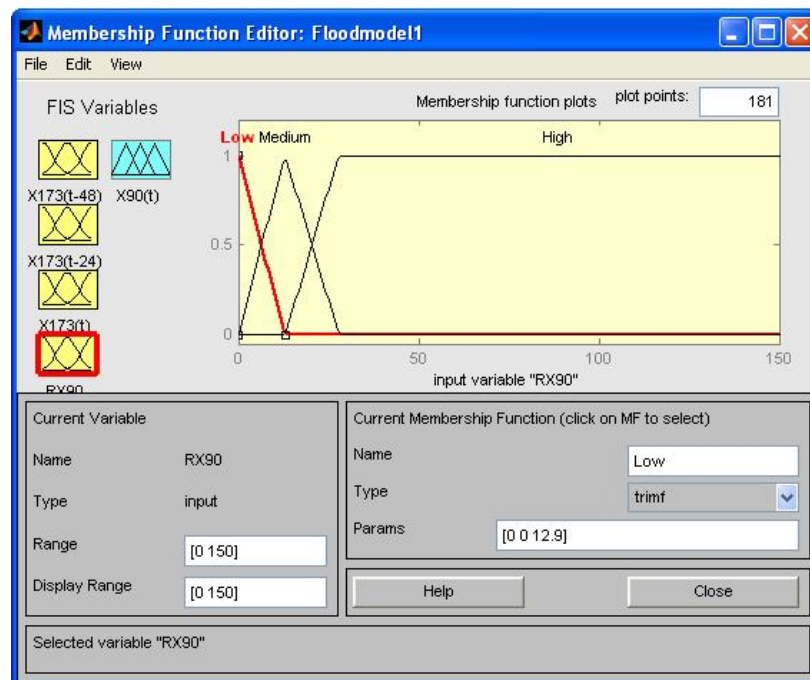 Membership Function Editor: Floodmodel1
File Edit View
FIS Variables
Membership function plots plot points: 181
Low Medium High
1
0.5
0
0 50 100 150
input variable "RX90"
X173(t-48) X90(t)
X173(t-24)
X173(t)
RX90
Current Variable
Name RX90
Type input
Range [0 150]
Display Range [0 150]
Current Membership Function (click on MF to select)
Name Low
Type trimf
Params [0 0 12.9]
Help Close
Selected variable "RX90"